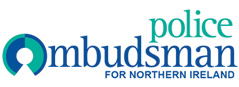 police
Ombudsman
FOR NORTHERN IRELAND